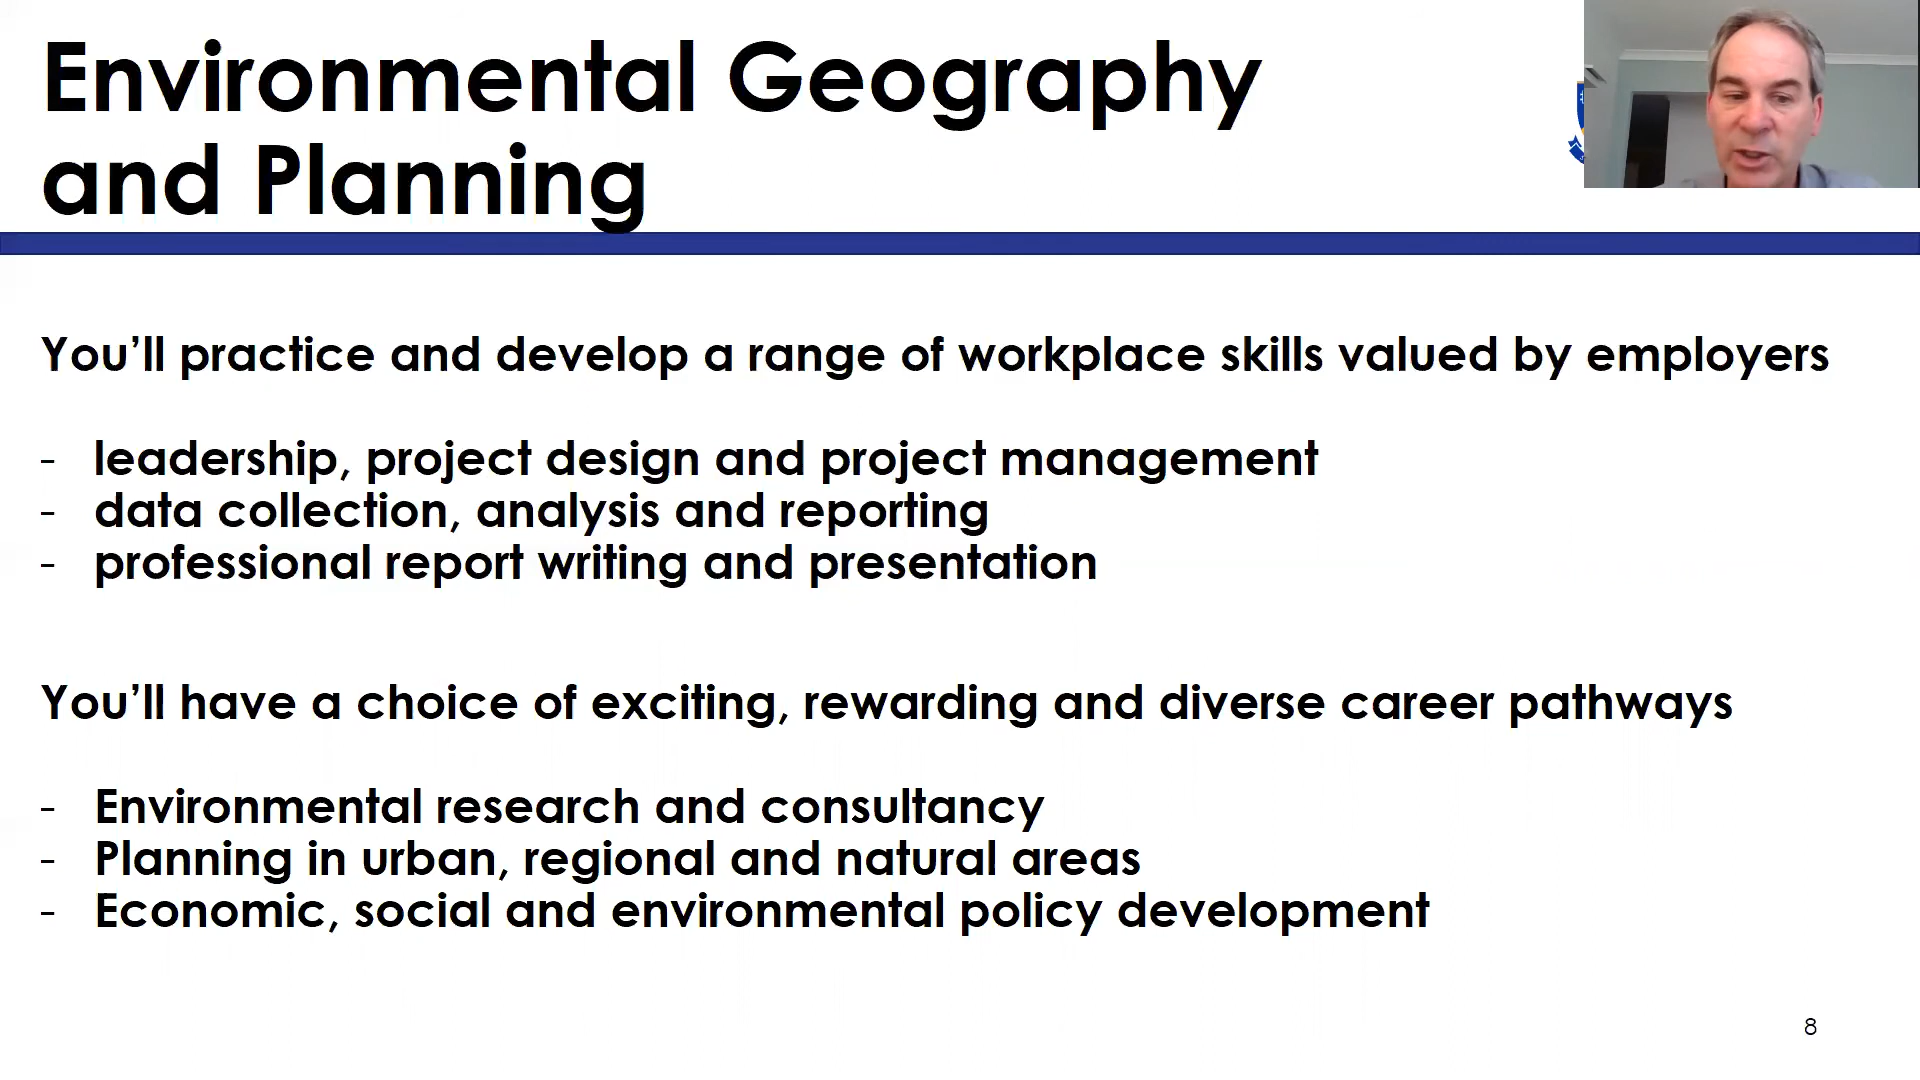 Environmental Geography
and Planning
You’ll practice and develop a range of workplace skills valued by employers
- leadership, project design and project management
- data collection, analysis and reporting
- professional report writing and presentation
You’ll have a choice of exciting, rewarding and diverse career pathways
- Environmental research and consultancy
- Planning in urban, regional and natural areas
- Economic, social and environmental policy development
8